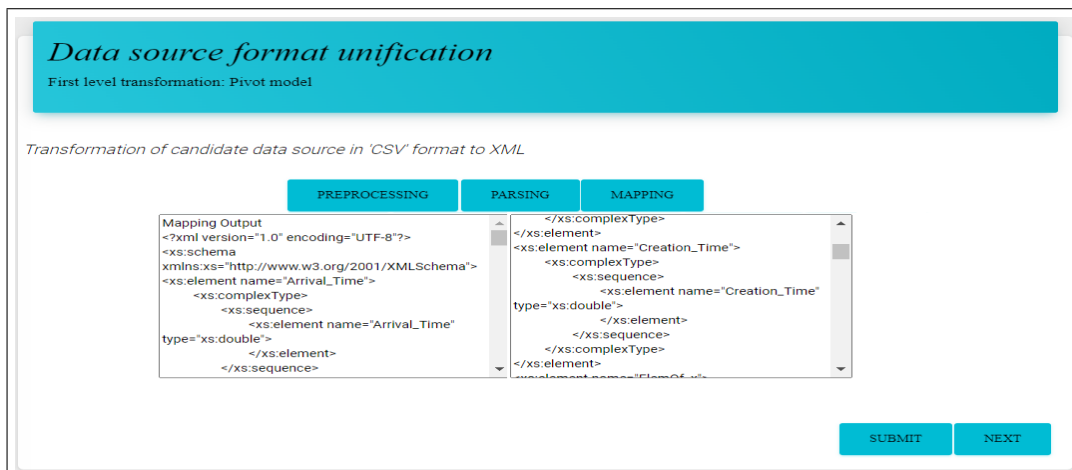 Data source format unification
First level transformation: Pivot model
Transformation of candidate data source in 'CSV' format to XML
PREPROCESSING
PARSING
MAPPING
Mapping Output
<?xml version="1.0" encoding="UTF-8"?>
<xs:schema
xmlns:xs="http://www.w3.org/2001/XMLSchema">
<xs:element name="Arrival_Time">
<xs:complexType>
<xs:sequence>
<xs:element name="Arrival_Time"
type="xs:double">
</xs:element>
</xs:sequence>
</xs:complexType>
</xs:element>
<xs:element name="Creation_Time">
<xs:complexType>
<xs:sequence>
<xs:element name="Creation_Time"
type="xs:double">
</xs:element>
</xs:sequence>
</xs:complexType>
</xs:element>
SUBMIT
NEXT